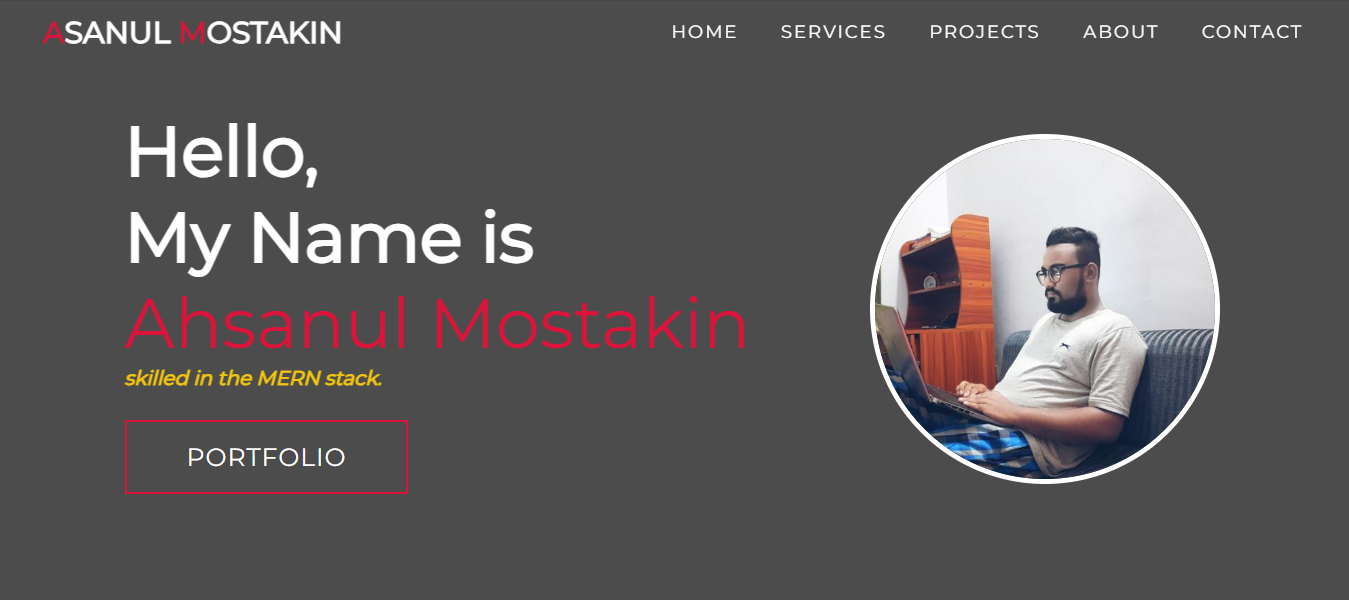 ASANUL MOSTAKIN
HOME SERVICES PROJECTS ABOUT CONTACT
Hello,
My Name is
Ahsanul Mostakin
skilled in the MERN stack.
PORTFOLIO